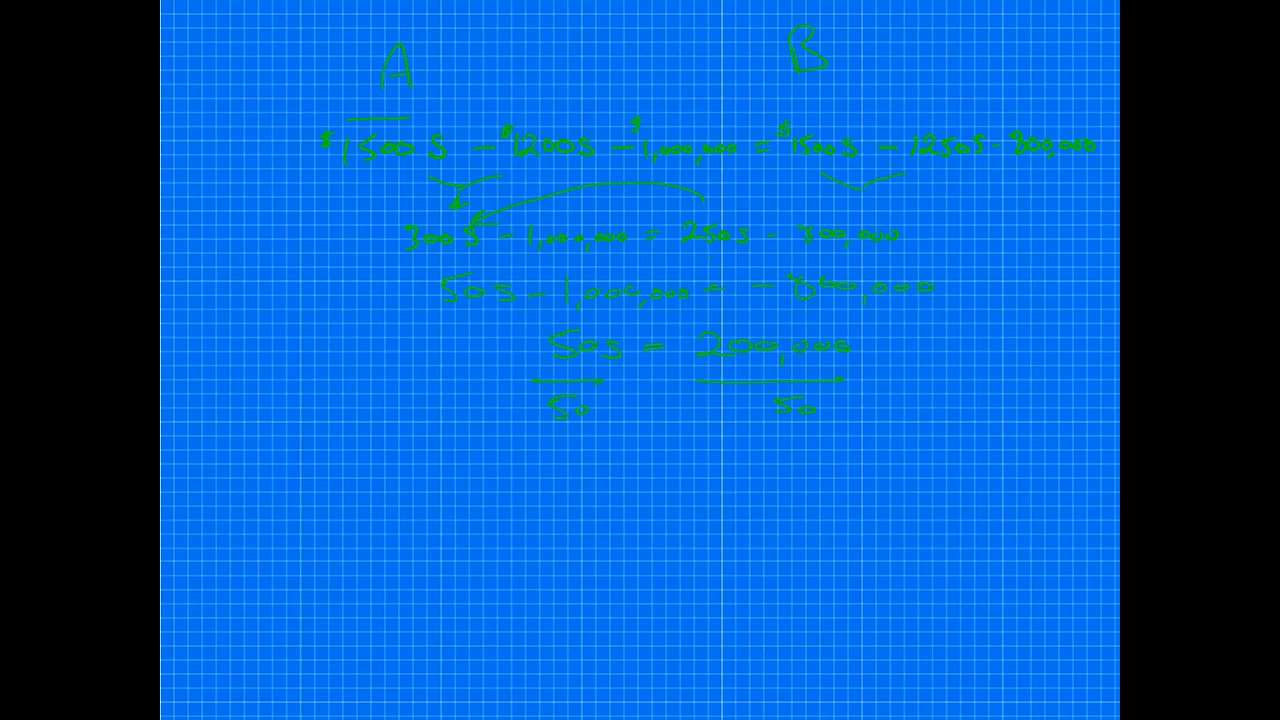 A B
$1500S - $1200S - $1,000,000 = $1500S - 1250S - 800,000
300S - 1,000,000 = 250S - 800,000
50S - 1,000,000 = - 800,000
50S = 200,000
50 50